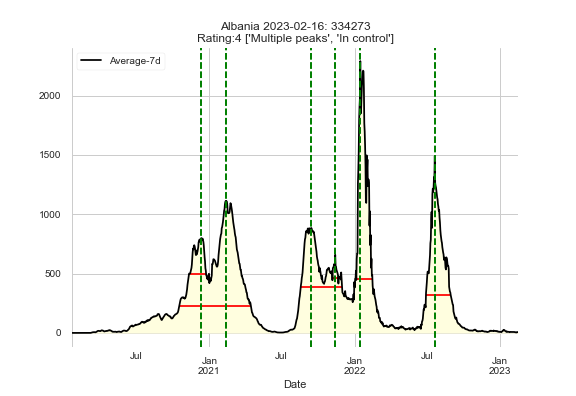 Albania 2023-02-16: 334273
Rating:4 ['Multiple peaks', 'In control']
Average-7d
2000
1500
1000
500
0
Jul
Jan
2021
Jul
Jan
2022
Jul
Jan
2023
Date